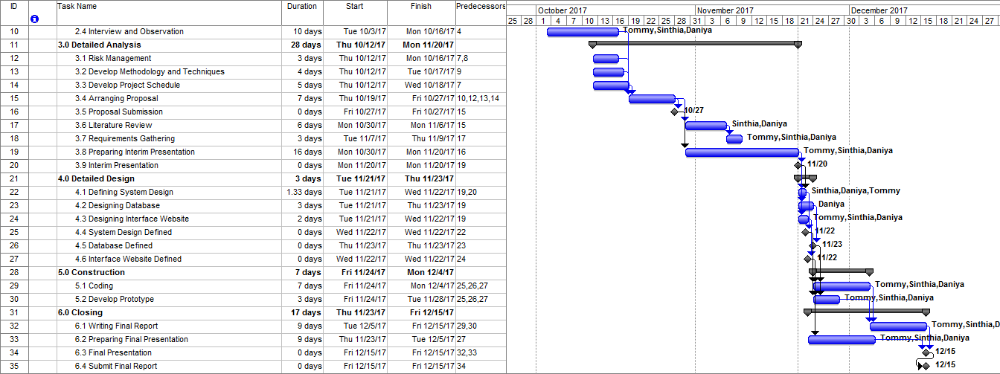 ID Task Name Duration Start Finish Predecessors October 2017 November 2017 December 2017
25 28 1 4 7 10 13 16 19 22 25 28 31 3 6 9 12 15 18 21 24 27 30 3 6 9 12 15 18 21 24 27
10 2.4 Interview and Observation 10 days Tue 10/3/17 Mon 10/16/17 4 Tommy,Sinthia,Daniya
11 3.0 Detailed Analysis 28 days Thu 10/12/17 Mon 11/20/17
12 3.1 Risk Management 3 days Thu 10/12/17 Mon 10/16/17 7,8
13 3.2 Develop Methodology and Techniques 4 days Thu 10/12/17 Tue 10/17/17 9
14 3.3 Develop Project Schedule 5 days Thu 10/12/17 Wed 10/18/17 7
15 3.4 Arranging Proposal 7 days Thu 10/19/17 Fri 10/27/17 10,12,13,14
16 3.5 Proposal Submission 0 days Fri 10/27/17 Fri 10/27/17 15 10/27
17 3.6 Literature Review 6 days Mon 10/30/17 Mon 11/6/17 15 Sinthia,Daniya
18 3.7 Requirements Gathering 3 days Tue 11/7/17 Thu 11/9/17 17 Tommy,Sinthia,Daniya
19 3.8 Preparing Interim Presentation 16 days Mon 10/30/17 Mon 11/20/17 16 Tommy,Sinthia,Daniya
20 3.9 Interim Presentation 0 days Mon 11/20/17 Mon 11/20/17 19 11/20
21 4.0 Detailed Design 3 days Tue 11/21/17 Thu 11/23/17
22 4.1 Defining System Design 1.33 days Tue 11/21/17 Wed 11/22/17 19,20 Sinthia,Daniya,Tommy
23 4.2 Designing Database 3 days Tue 11/21/17 Thu 11/23/17 19 Daniya
24 4.3 Designing Interface Website 2 days Tue 11/21/17 Wed 11/22/17 19 Tommy,Sinthia,Daniya
25 4.4 System Design Defined 0 days Wed 11/22/17 Wed 11/22/17 22 11/22
26 4.5 Database Defined 0 days Thu 11/23/17 Thu 11/23/17 23 11/23
27 4.6 Interface Website Defined 0 days Wed 11/22/17 Wed 11/22/17 24 11/22
28 5.0 Construction 7 days Fri 11/24/17 Mon 12/4/17
29 5.1 Coding 7 days Fri 11/24/17 Mon 12/4/17 25,26,27 Tommy,Sinthia,Daniya
30 5.2 Develop Prototype 3 days Fri 11/24/17 Tue 11/28/17 25,26,27 Tommy,Sinthia,Daniya
31 6.0 Closing 17 days Thu 11/23/17 Fri 12/15/17
32 6.1 Writing Final Report 9 days Tue 12/5/17 Fri 12/15/17 29,30 Tommy,Sinthia,D
33 6.2 Preparing Final Presentation 9 days Thu 11/23/17 Tue 12/5/17 27 Tommy,Sinthia,Daniya
34 6.3 Final Presentation 0 days Fri 12/15/17 Fri 12/15/17 32,33 12/15
35 6.4 Submit Final Report 0 days Fri 12/15/17 Fri 12/15/17 34 12/15